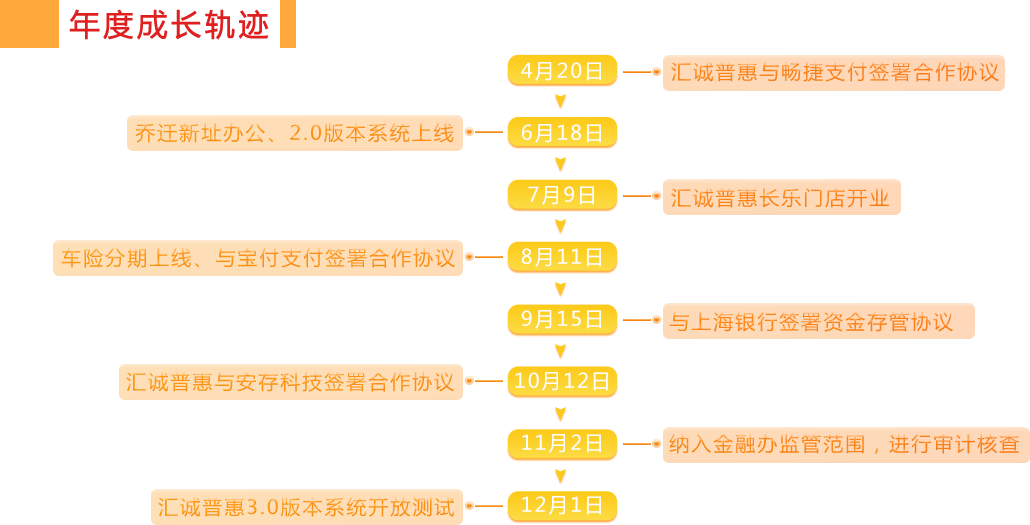 年度成长轨迹
4月20日
汇诚普惠与畅捷支付签署合作协议
6月18日
乔迁新址办公、2.0版本系统上线
7月9日
汇诚普惠长乐门店开业
8月11日
车险分期上线、与宝付支付签署合作协议
9月15日
与上海银行签署资金存管协议
10月12日
汇诚普惠与安存科技签署合作协议
11月2日
纳入金融办监管范围，进行审计核查
12月1日
汇诚普惠3.0版本系统开放测试